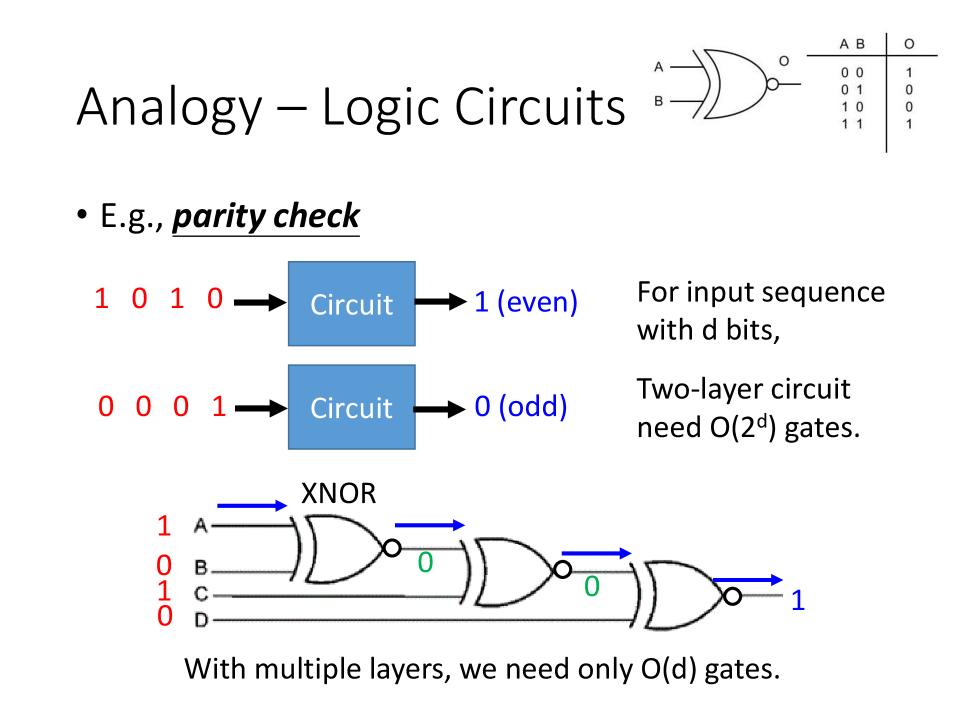 Analogy – Logic Circuits
A
B
O
A B O
0 0 1
0 1 0
1 0 0
1 1 1
• E.g., parity check
1 0 1 0
Circuit
1 (even)
0 0 0 1
Circuit
0 (odd)
For input sequence
with d bits,
Two-layer circuit
need O(2ᵈ) gates.
XNOR
1 A
0 B
1 C
0 D
0
0
1
With multiple layers, we need only O(d) gates.